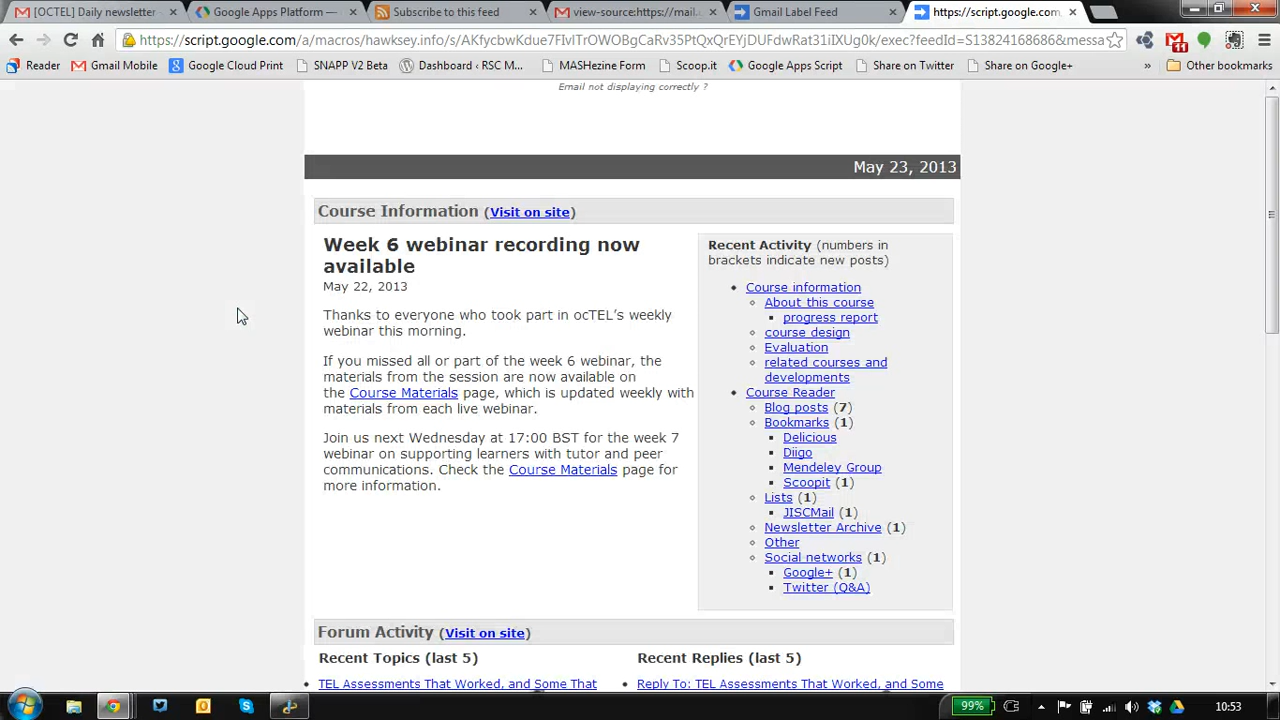 [OCTEL] Daily newsletter
Google Apps Platform —
Subscribe to this feed
view-source:https://mail.
Gmail Label Feed
https://script.google.com
https://script.google.com/a/macros/hawksey.info/s/AKfycbwKdue7FIvITrOWOBgCaRv35PtQxQrEYjDUFdwRat31iIXUg0k/exec?feedId=S13824168686&messa
11
Reader
Gmail Mobile
Google Cloud Print
SNAPP V2 Beta
Dashboard ‹ RSC M...
MASHezine Form
Scoop.it
Google Apps Script
Share on Twitter
Share on Google+
»
Other bookmarks
Email not displaying correctly ?
May 23, 2013
Course Information (Visit on site)
Week 6 webinar recording now
available
May 22, 2013
Thanks to everyone who took part in ocTEL's weekly
webinar this morning.
If you missed all or part of the week 6 webinar, the
materials from the session are now available on
the Course Materials page, which is updated weekly with
materials from each live webinar.
Join us next Wednesday at 17:00 BST for the week 7
webinar on supporting learners with tutor and peer
communications. Check the Course Materials page for
more information.
Recent Activity (numbers in
brackets indicate new posts)
Course information
About this course
progress report
course design
Evaluation
related courses and
developments
Course Reader
Blog posts (7)
Bookmarks (1)
Delicious
Diigo
Mendeley Group
Scoopit (1)
Lists (1)
JISCMail (1)
Newsletter Archive (1)
Other
Social networks (1)
Google+ (1)
Twitter (Q&A)
Forum Activity (Visit on site)
Recent Topics (last 5)
TEL Assessments That Worked, and Some That
Recent Replies (last 5)
Reply To: TEL Assessments That Worked, and Some
99%
10:53